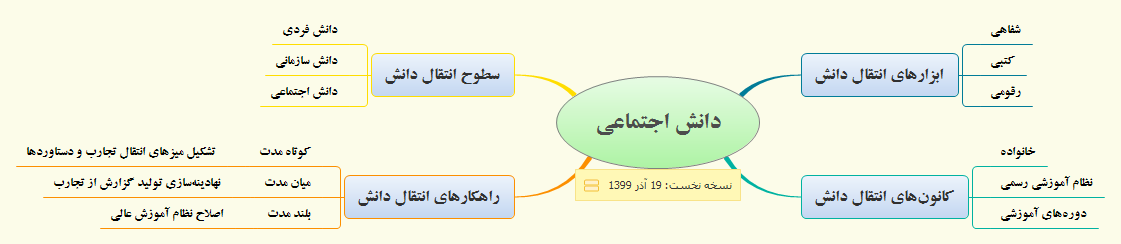 دانش اجتماعی
نسخه نخست: 19 آذر 1399
ابزارهای انتقال دانش
شفاهی
کتبی
رقومی
کانون‌های انتقال دانش
خانواده
نظام آموزشی رسمی
دوره‌های آموزشی
سطوح انتقال دانش
دانش فردی
دانش سازمانی
دانش اجتماعی
راهکارهای انتقال دانش
کوتاه مدت تشکیل میزهای انتقال تجارب و دستاوردها
میان مدت نهادینه‌سازی تولید گزارش از تجارب
بلند مدت اصلاح نظام آموزش عالی